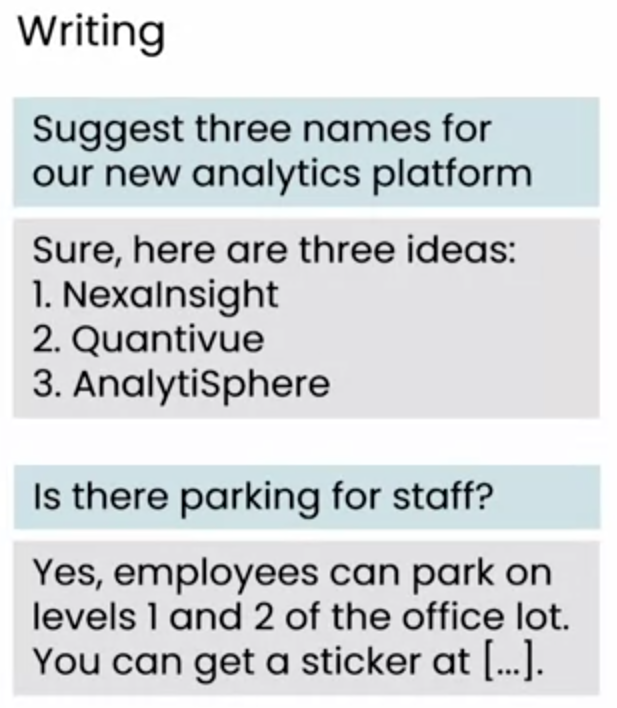 Writing
Suggest three names for
our new analytics platform
Sure, here are three ideas:
1. NexaInsight
2. Quantivue
3. AnalytiSphere
Is there parking for staff?
Yes, employees can park on
levels 1 and 2 of the office lot.
You can get a sticker at [...].